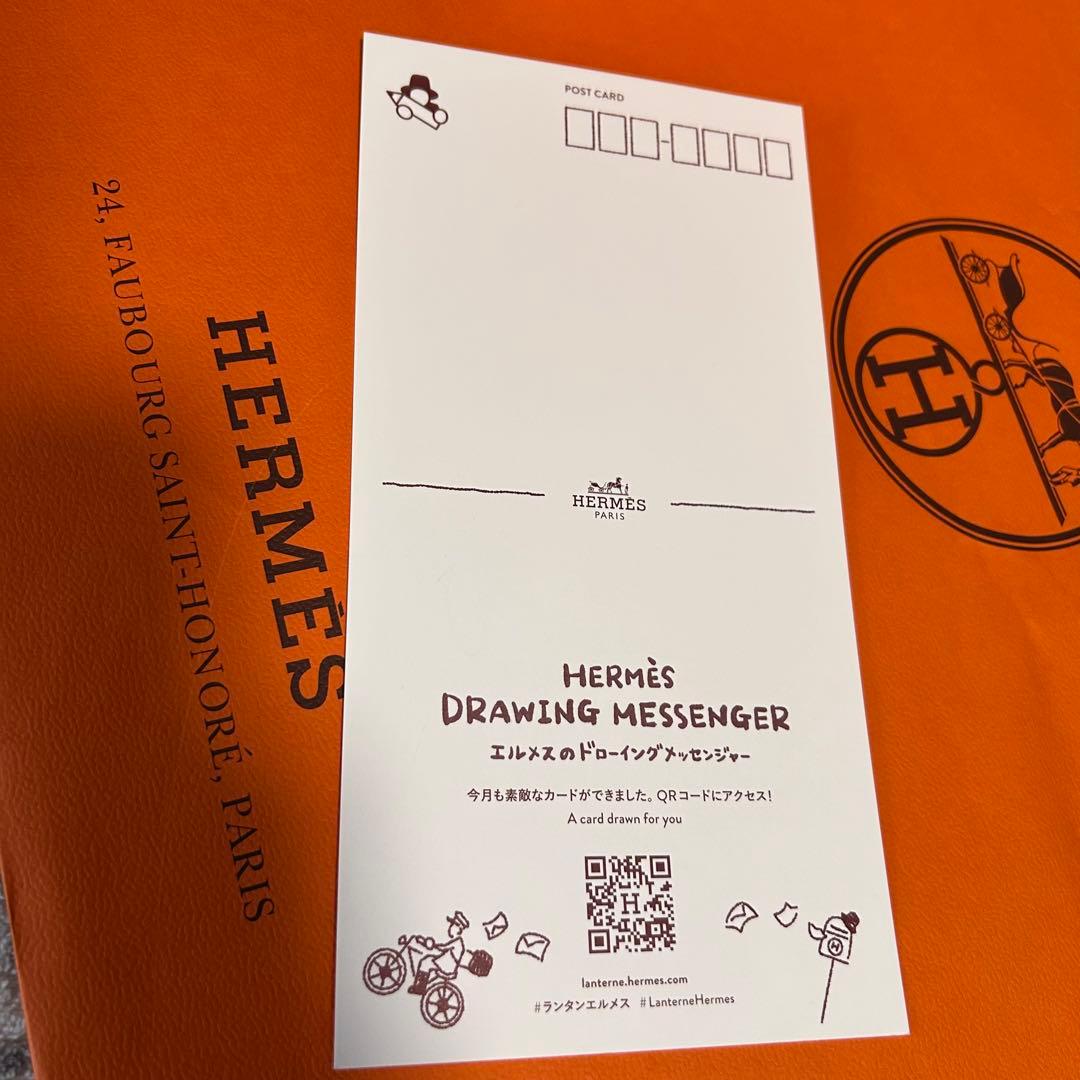 24, FAUBOURG SAINT-HONORÉ, PARIS
HERMÈS
POST CARD
HERMÈS
PARIS
HERMÈS
DRAWING MESSENGER
エルメスのドローイングメッセンジャー
今月も素敵なカードができました。QRコードにアクセス!
A card drawn for you
H
lanterne.hermes.com
#ランタンエルメス #LanterneHermes
H
H